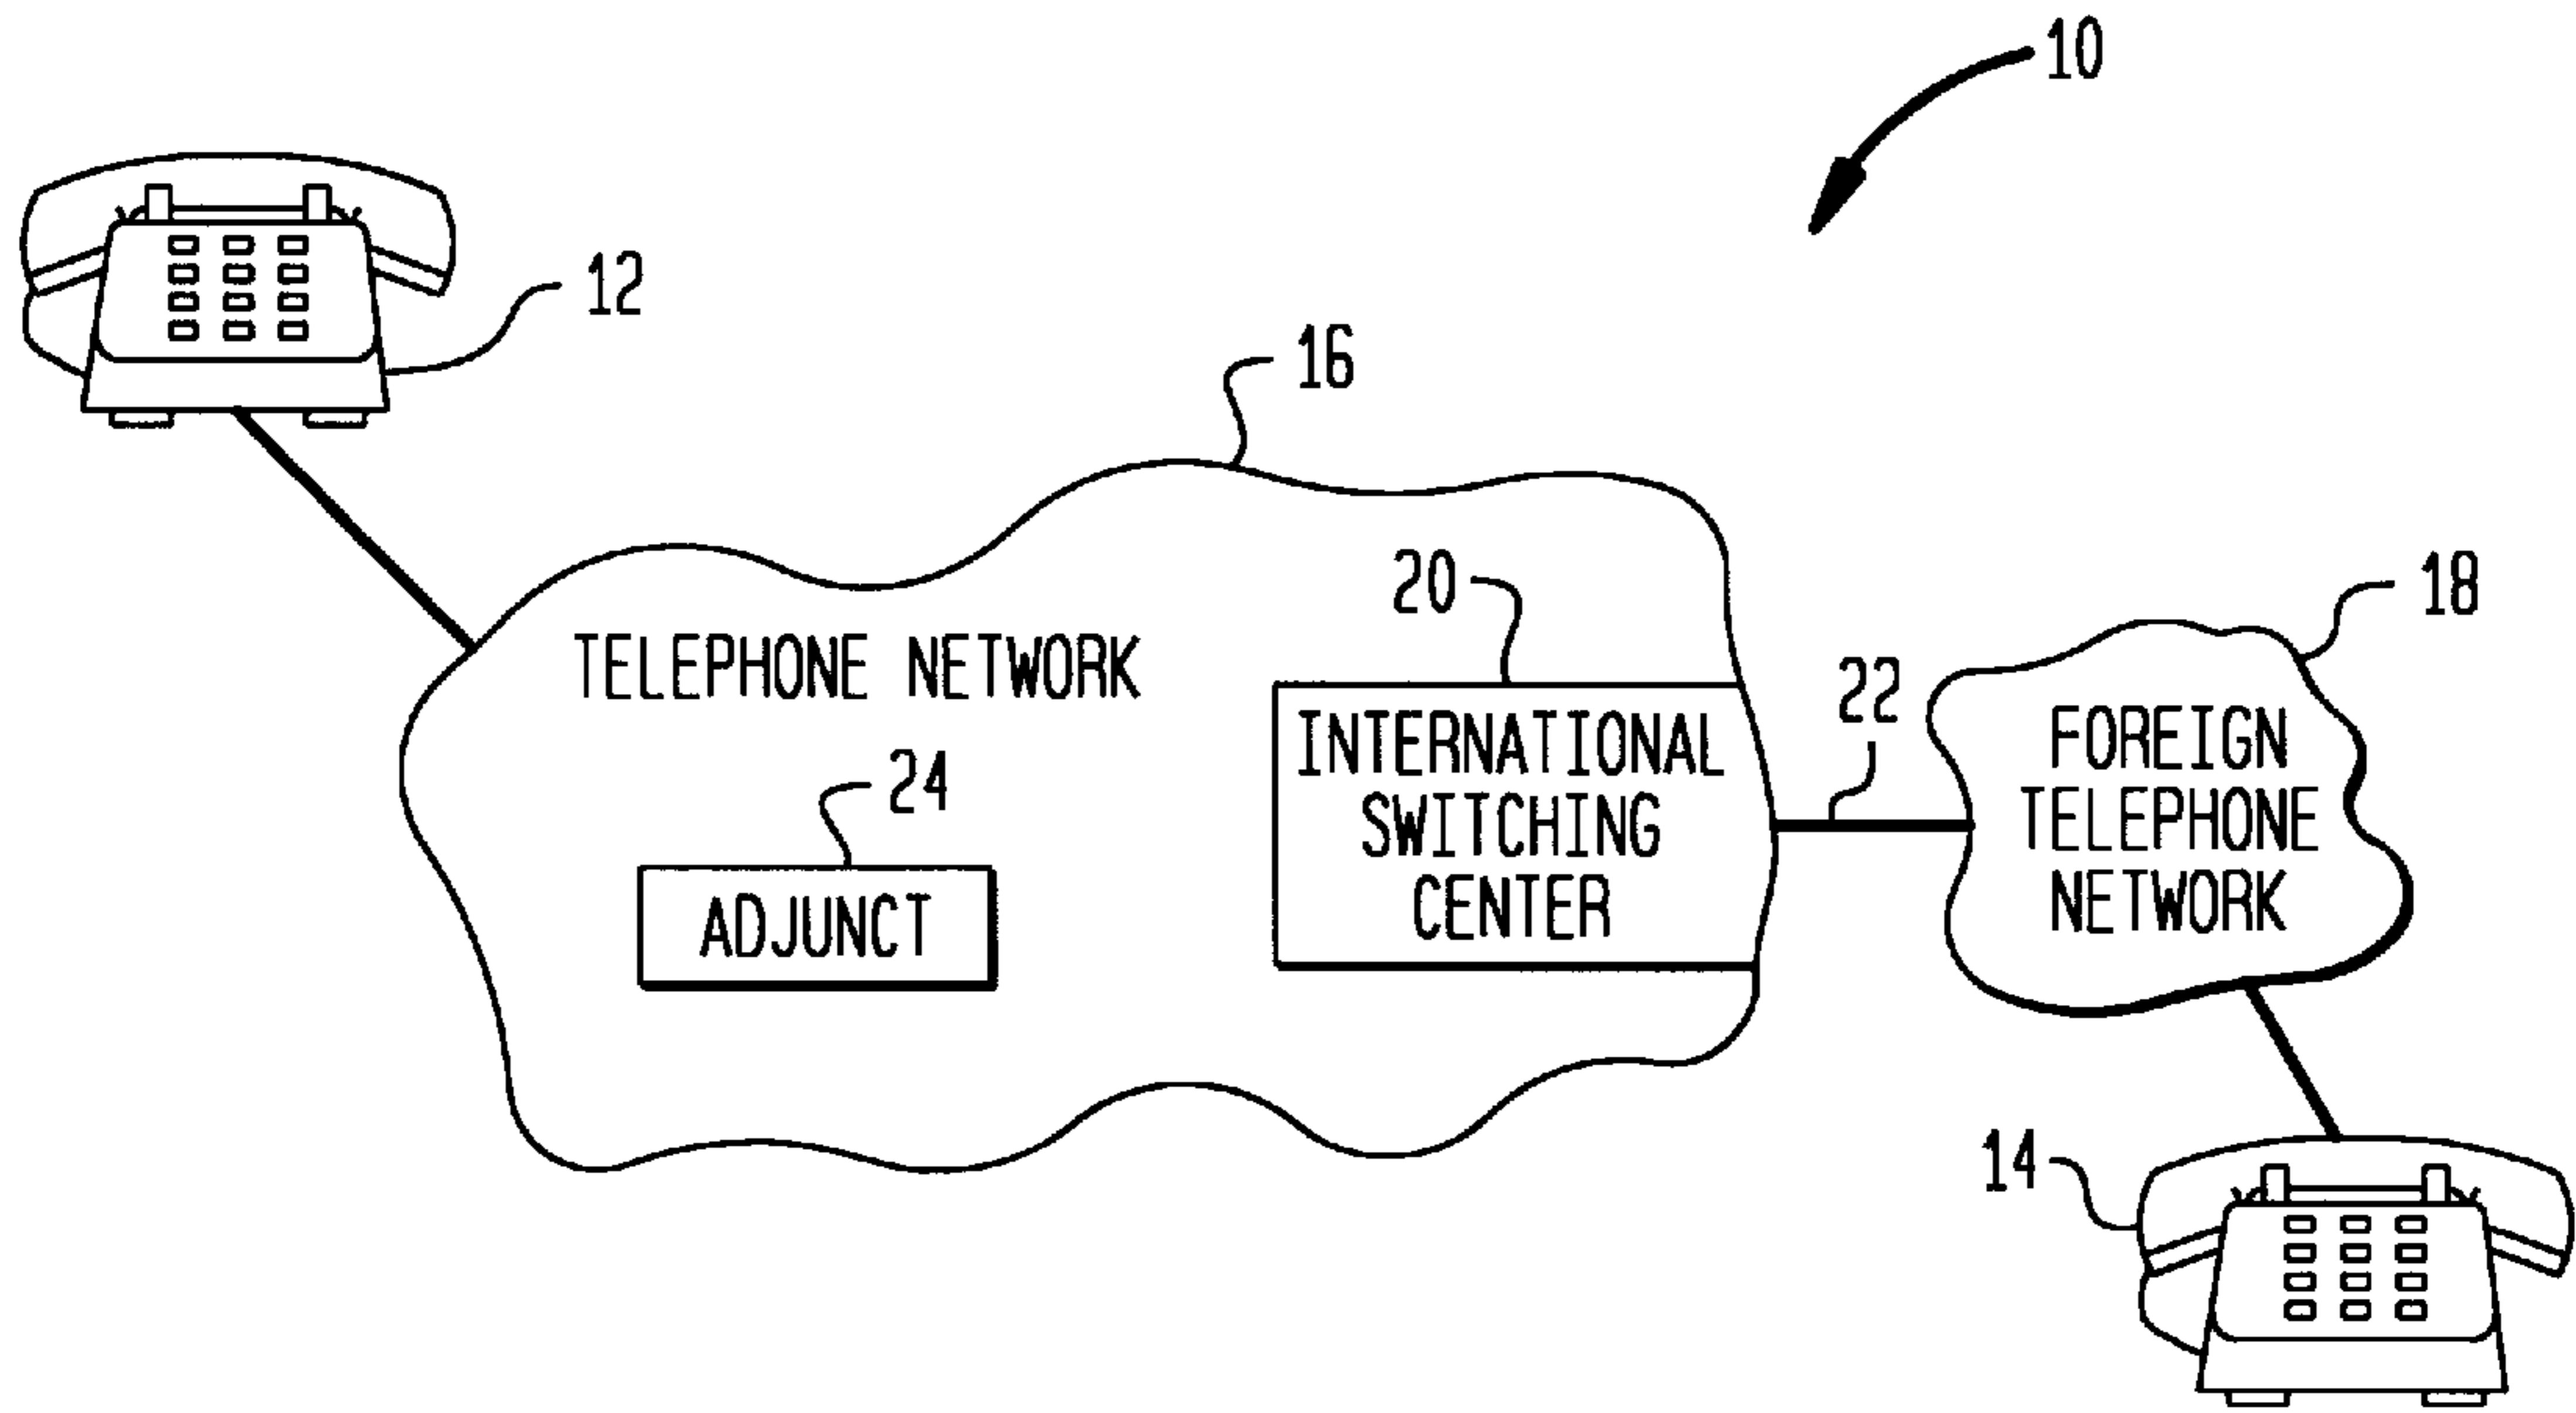 10
12
16
20
18
TELEPHONE NETWORK
22
INTERNATIONAL
SWITCHING
CENTER
FOREIGN
TELEPHONE
NETWORK
24
ADJUNCT
14